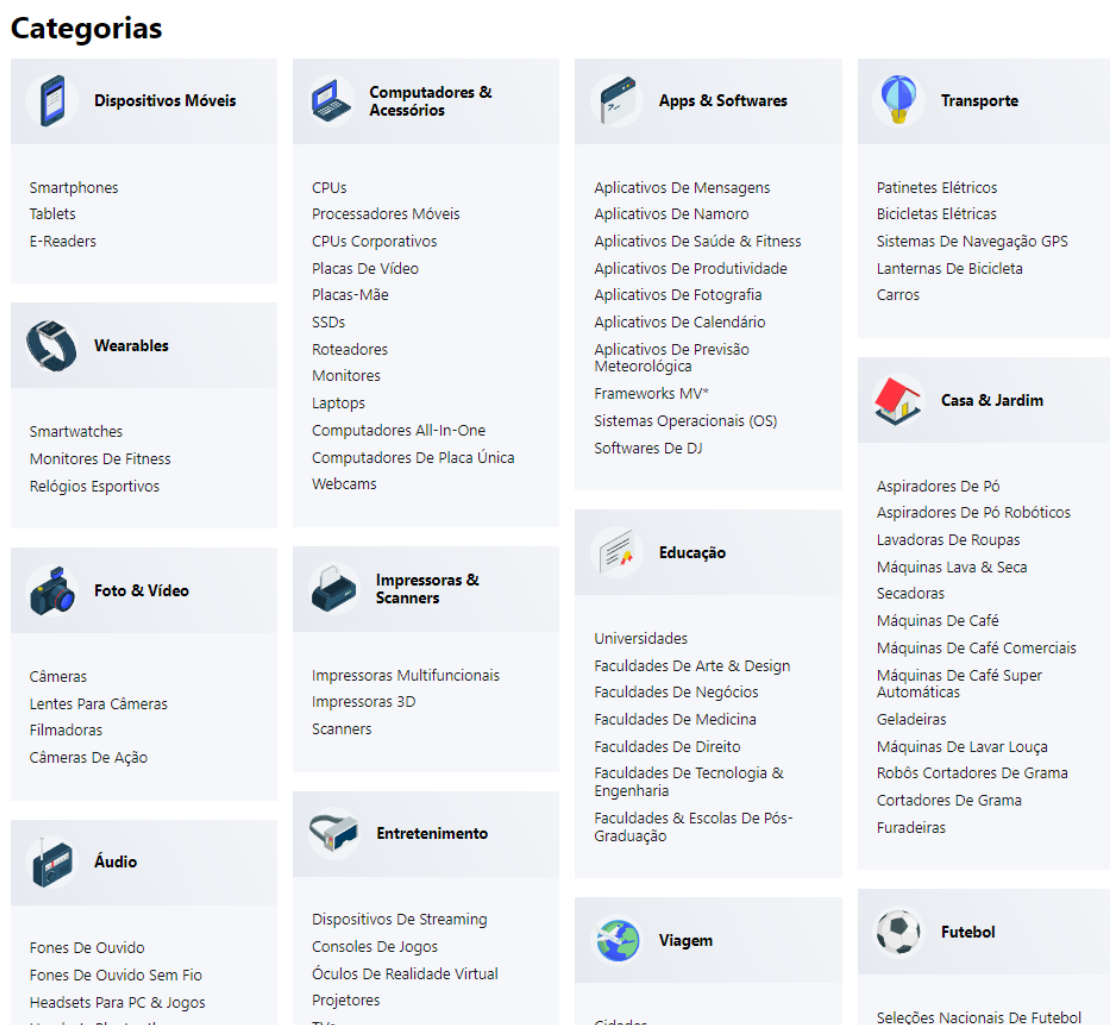 Categorias
Dispositivos Móveis
Smartphones
Tablets
E-Readers
Wearables
Smartwatches
Monitores De Fitness
Relógios Esportivos
Foto & Vídeo
Câmeras
Lentes Para Câmeras
Filmadoras
Câmeras De Ação
Áudio
Fones De Ouvido
Fones De Ouvido Sem Fio
Headsets Para PC & Jogos
Computadores &
Acessórios
CPUs
Processadores Móveis
CPUs Corporativos
Placas De Vídeo
Placas-Mãe
SSDs
Roteadores
Monitores
Laptops
Computadores All-In-One
Computadores De Placa Única
Webcams
Impressoras &
Scanners
Impressoras Multifuncionais
Impressoras 3D
Scanners
Entretenimento
Dispositivos De Streaming
Consoles De Jogos
Óculos De Realidade Virtual
Projetores
TVs
Apps & Softwares
Aplicativos De Mensagens
Aplicativos De Namoro
Aplicativos De Saúde & Fitness
Aplicativos De Produtividade
Aplicativos De Fotografia
Aplicativos De Calendário
Aplicativos De Previsão
Meteorológica
Frameworks MV*
Sistemas Operacionais (OS)
Softwares De DJ
Educação
Universidades
Faculdades De Arte & Design
Faculdades De Negócios
Faculdades De Medicina
Faculdades De Direito
Faculdades De Tecnologia &
Engenharia
Faculdades & Escolas De Pós-
Graduação
Viagem
Cidades
Transporte
Patinetes Elétricos
Bicicletas Elétricas
Sistemas De Navegação GPS
Lanternas De Bicicleta
Carros
Casa & Jardim
Aspiradores De Pó
Aspiradores De Pó Robóticos
Lavadoras De Roupas
Máquinas Lava & Seca
Secadoras
Máquinas De Café
Máquinas De Café Comerciais
Máquinas De Café Super
Automáticas
Geladeiras
Máquinas De Lavar Louça
Robôs Cortadores De Grama
Cortadores De Grama
Furadeiras
Futebol
Seleções Nacionais De Futebol